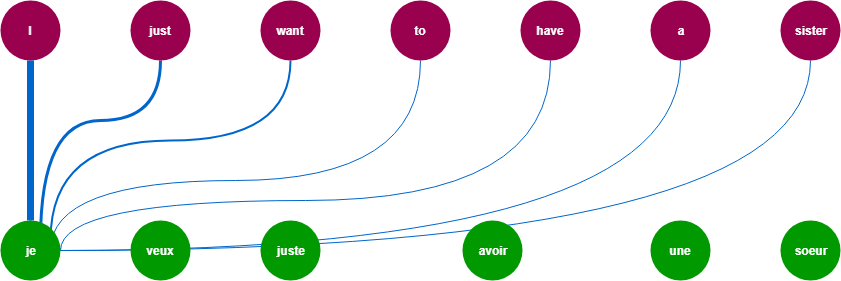 I just want to have a sister
je veux juste avoir une soeur